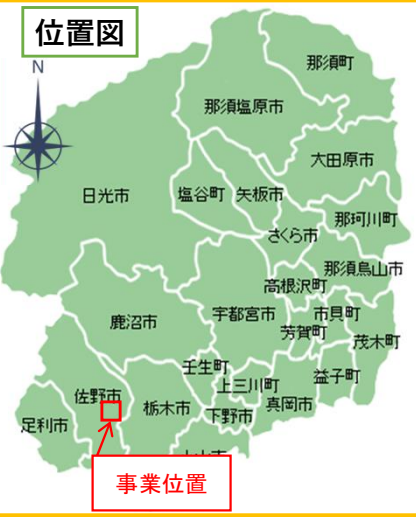 位置図
N
那須町
那須塩原市
大田原市
日光市
塩谷町
矢板市
那珂川町
さくら市
那須烏山市
高根沢町
宇都宮市
市貝町
鹿沼市
芳賀町
茂木町
壬生町
上三川町
益子町
佐野市
栃木市
下野市
真岡市
足利市
事業位置